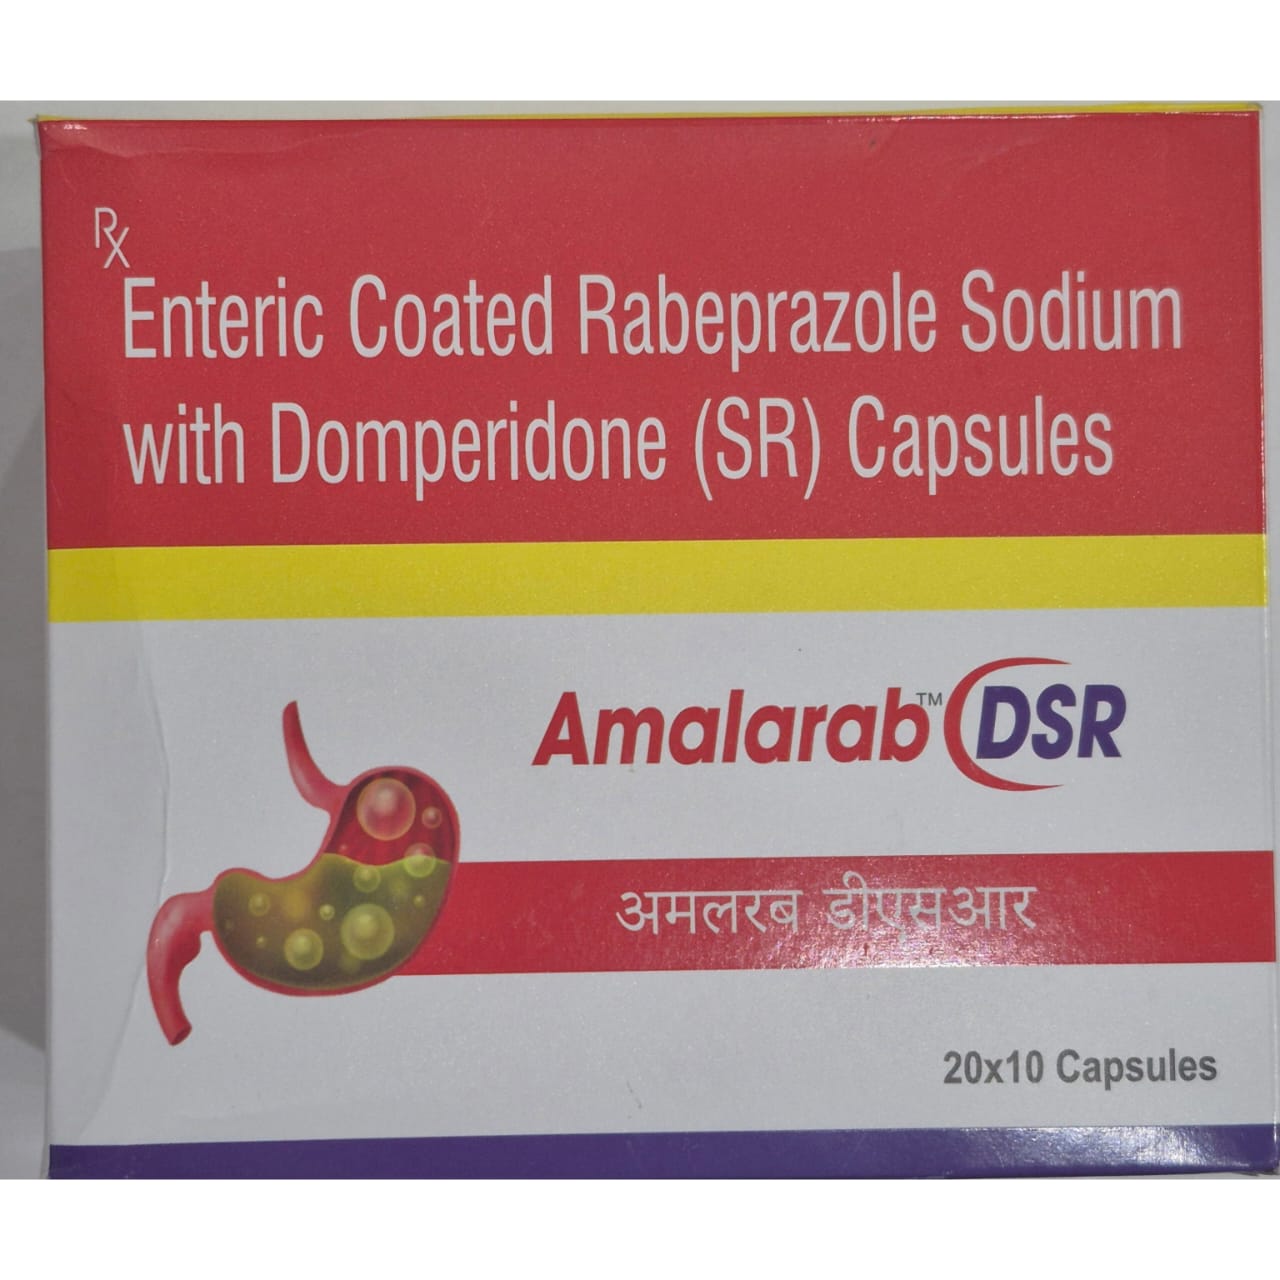 Rx
Enteric Coated Rabeprazole Sodium
with Domperidone (SR) Capsules
Amalarab™ DSR
अमलरब डीएसआर
20x10 Capsules